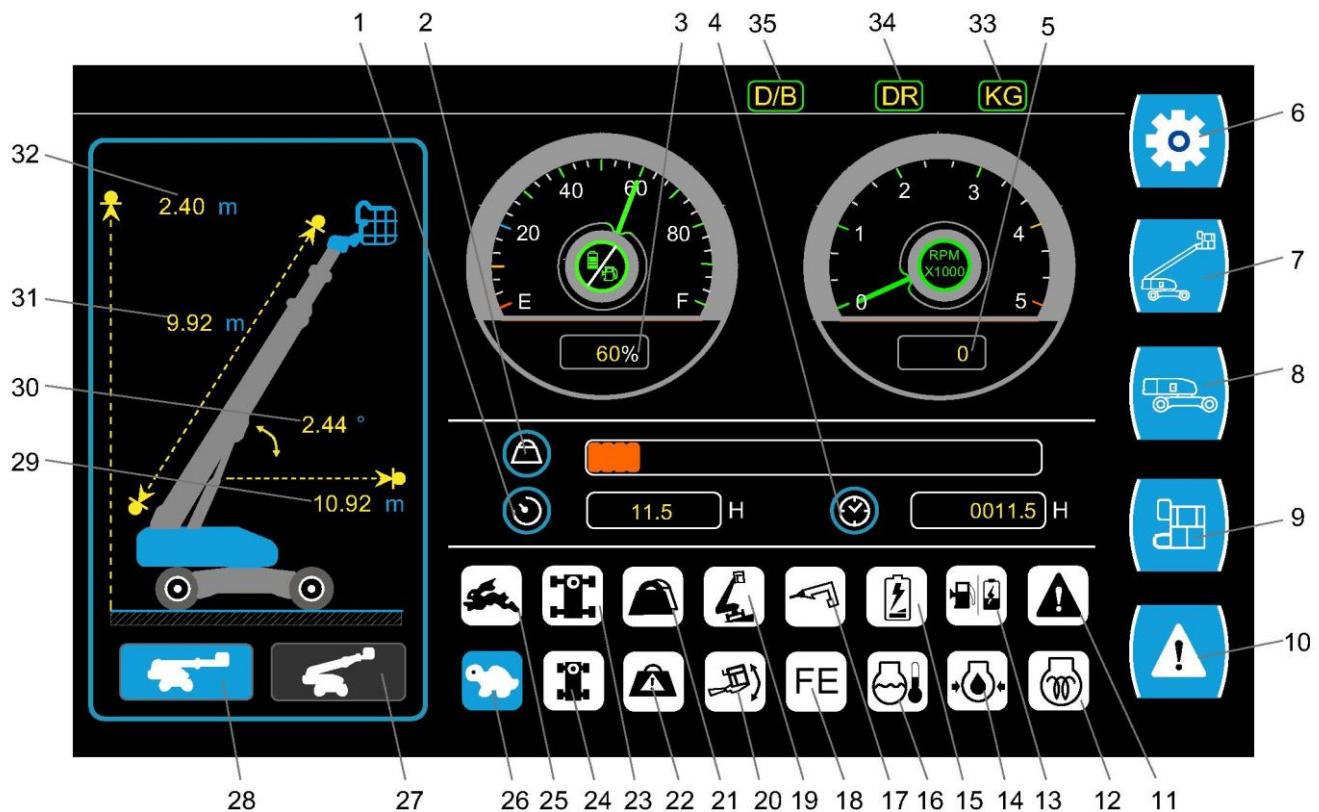 1 2 3 4 35 34 33 5
D/B DR KG
6
32
2.40 m
E 20 40 60 80 F
0 1 2 3 4 5
RPM
X1000
7
31
9.92 m
60%
0
8
30
2.44 °
29
10.92 m
11.5 H
0011.5 H
9
10
FE
28 27 26 25 24 23 22 21 20 19 18 17 16 15 14 13 12 11